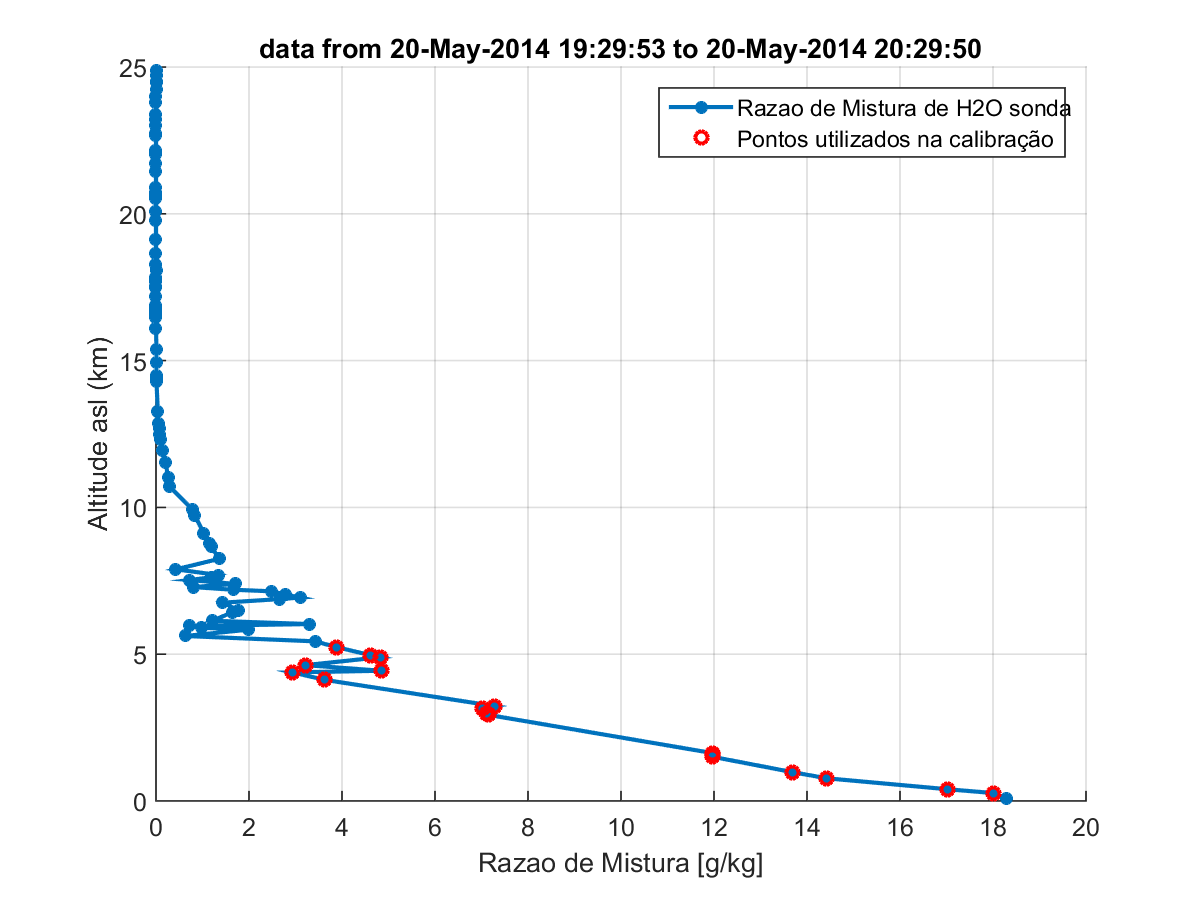 data from 20-May-2014 19:29:53 to 20-May-2014 20:29:50
Razao de Mistura de H2O sonda
Pontos utilizados na calibração
Altitude asl (km)
25
20
15
10
5
0
0 2 4 6 8 10 12 14 16 18 20
Razao de Mistura [g/kg]